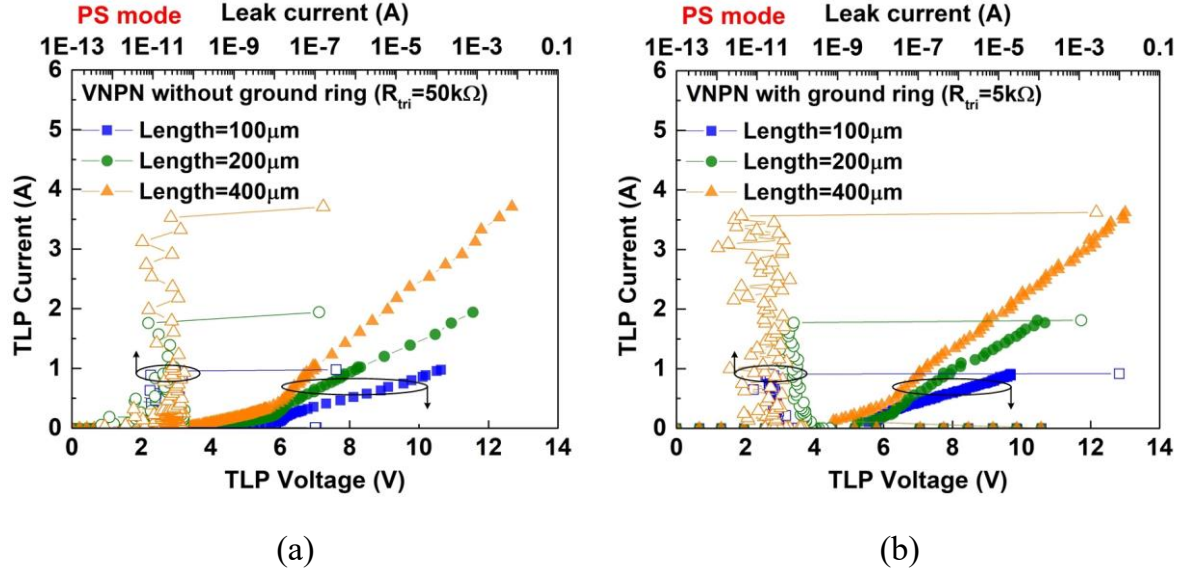 PS mode Leak current (A)
1E-13 1E-11 1E-9 1E-7 1E-5 1E-3 0.1
VNPN without ground ring (R_tri=50kΩ)
Length=100μm
Length=200μm
Length=400μm
TLP Current (A)
6
5
4
3
2
1
0
0 2 4 6 8 10 12 14
TLP Voltage (V)
(a)
PS mode Leak current (A)
1E-13 1E-11 1E-9 1E-7 1E-5 1E-3 0.1
VNPN with ground ring (R_tri=5kΩ)
Length=100μm
Length=200μm
Length=400μm
TLP Current (A)
6
5
4
3
2
1
0
0 2 4 6 8 10 12 14
TLP Voltage (V)
(b)